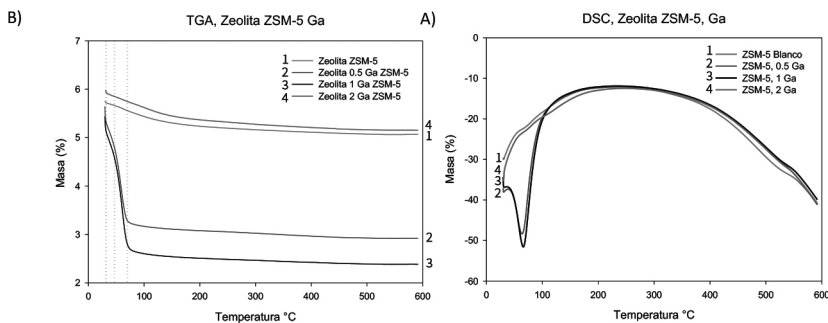 B)
TGA, Zeolita ZSM-5 Ga
7
6
5
4
3
2
Masa (%)
1 Zeolita ZSM-5
2 Zeolita 0.5 Ga ZSM-5
3 Zeolita 1 Ga ZSM-5
4 Zeolita 2 Ga ZSM-5
4
1
2
3
0 100 200 300 400 500 600
Temperatura °C
A)
DSC, Zeolita ZSM-5, Ga
0
-10
-20
-30
-40
-50
-60
Masa (%)
1 ZSM-5 Blanco
2 ZSM-5, 0.5 Ga
3 ZSM-5, 1 Ga
4 ZSM-5, 2 Ga
1
4
3
2
0 100 200 300 400 500 600
Temperatura °C